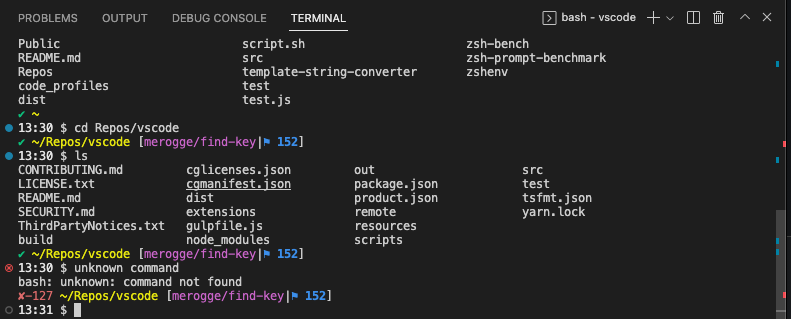 PROBLEMS OUTPUT DEBUG CONSOLE TERMINAL bash - vscode
Public script.sh zsh-bench
README.md src zsh-prompt-benchmark
Repos template-string-converter zshenv
code_profiles test
dist test.js
✔ ~
13:30 $ cd Repos/vscode
✔ ~/Repos/vscode [merogge/find-key|⚑ 152]
13:30 $ ls
CONTRIBUTING.md cglicenses.json out src
LICENSE.txt cgmanifest.json package.json test
README.md dist product.json tsfmt.json
SECURITY.md extensions remote yarn.lock
ThirdPartyNotices.txt gulpfile.js resources
build node_modules scripts
✔ ~/Repos/vscode [merogge/find-key|⚑ 152]
13:30 $ unknown command
bash: unknown: command not found
✘-127 ~/Repos/vscode [merogge/find-key|⚑ 152]
13:31 $